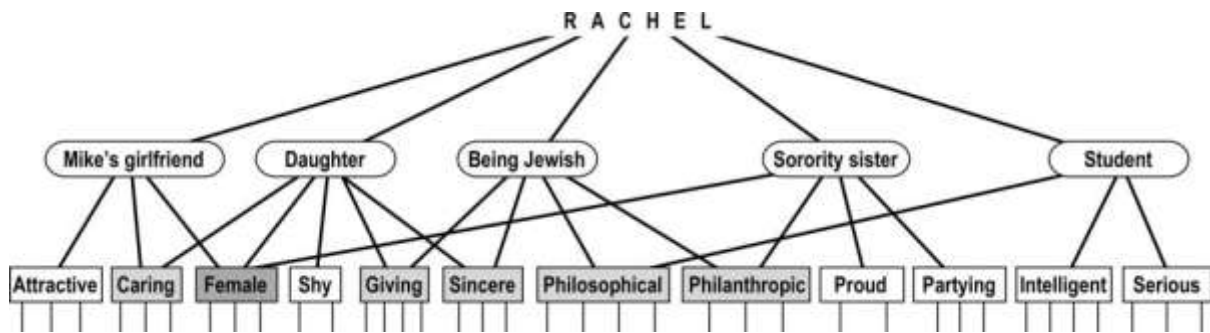 RACHEL
Mike's girlfriend Daughter Being Jewish Sorority sister Student
Attractive Caring Female Shy Giving Sincere Philosophical Philanthropic Proud Partying Intelligent Serious